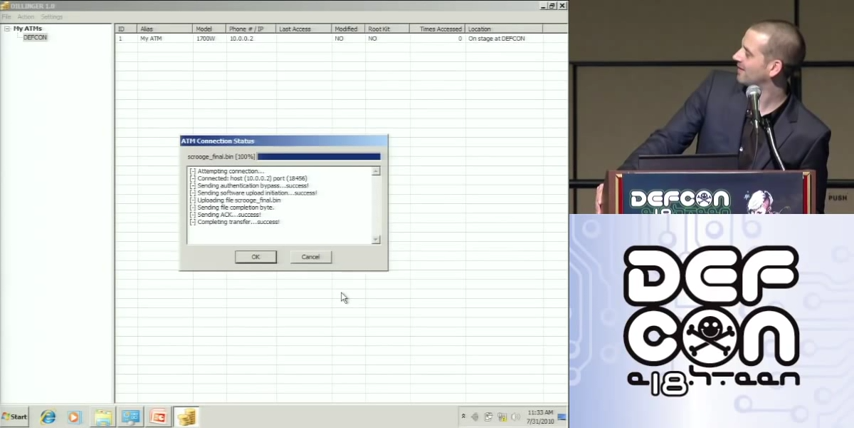 DILLINGER 1.0
File Action Settings
My ATMs
DEFCON
ID Alias Model Phone # / IP Last Access Modified Root Kit Times Accessed Location
1 My ATM 1700W 10.0.0.2 NO NO 0 On stage at DEFCON
ATM Connection Status
scrooge_final.bin [100%]
[-] Attempting connection...
[-] Connected: host (10.0.0.2) port (18456)
[-] Sending authentication bypass...success!
[-] Sending software upload initiation...success!
[-] Uploading file scrooge_final.bin
[-] Sending file completion byte.
[-] Sending ACK...success!
[-] Completing transfer...success!
OK Cancel
Start
11:33 AM
7/31/2010
DEFCON
PUSH
DEF
CON